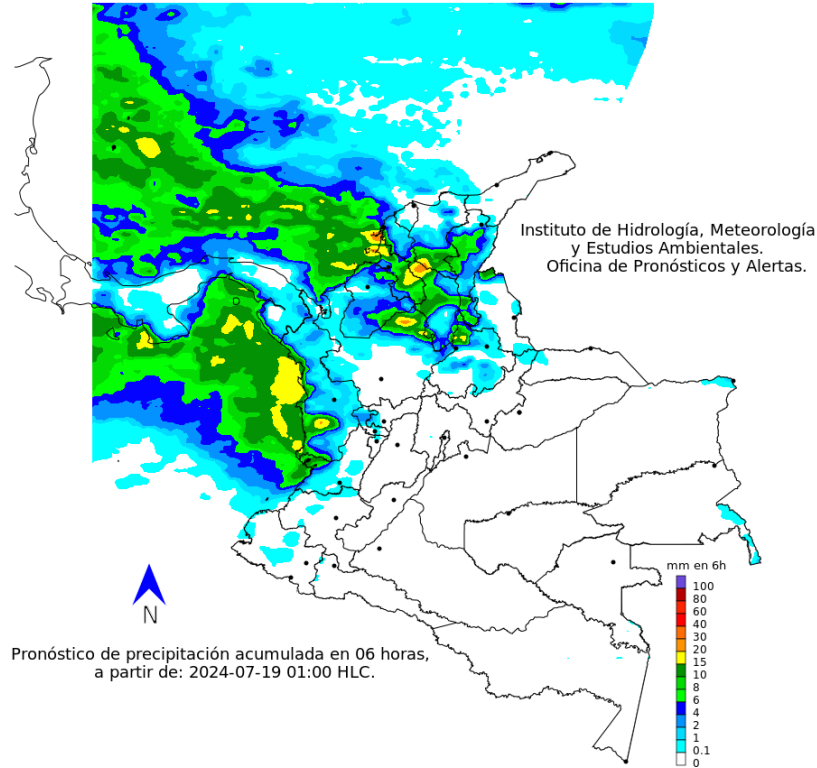 Instituto de Hidrología, Meteorología
y Estudios Ambientales.
Oficina de Pronósticos y Alertas.
mm en 6h
100
80
60
40
30
20
15
10
8
6
4
2
1
0.1
0
N
Pronóstico de precipitación acumulada en 06 horas,
a partir de: 2024-07-19 01:00 HLC.